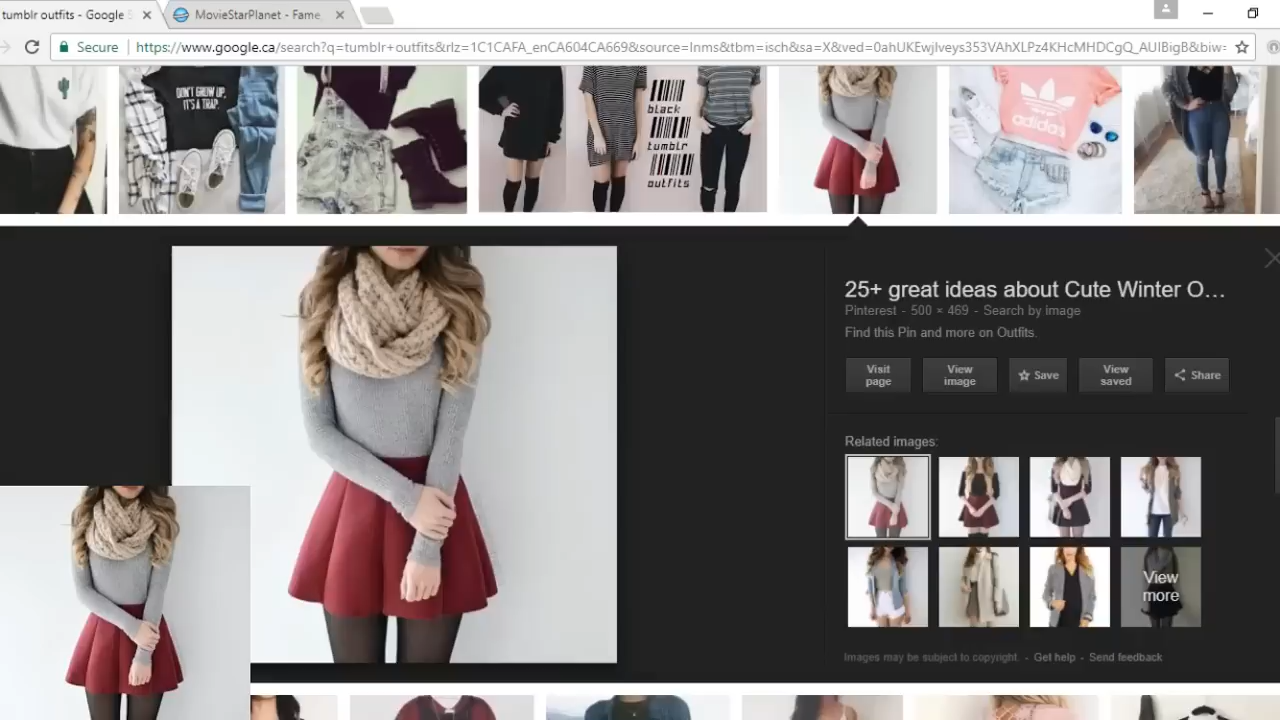 tumblr outfits - Google S
MovieStarPlanet - Fame,
Secure
https://www.google.ca/search?q=tumblr+outfits&rlz=1C1CAFA_enCA604CA669&source=lnms&tbm=isch&sa=X&ved=0ahUKEwjIveys353VAhXLPz4KHcMHDCgQ_AUIBigB&biw=
DON'T GROW UP,
IT'S A TRAP.
black
tumblr
outfits
adidas
25+ great ideas about Cute Winter O...
Pinterest - 500 × 469 - Search by image
Find this Pin and more on Outfits.
Visit page
View image
Save
View saved
Share
Related images:
View more
Images may be subject to copyright. - Get help - Send feedback